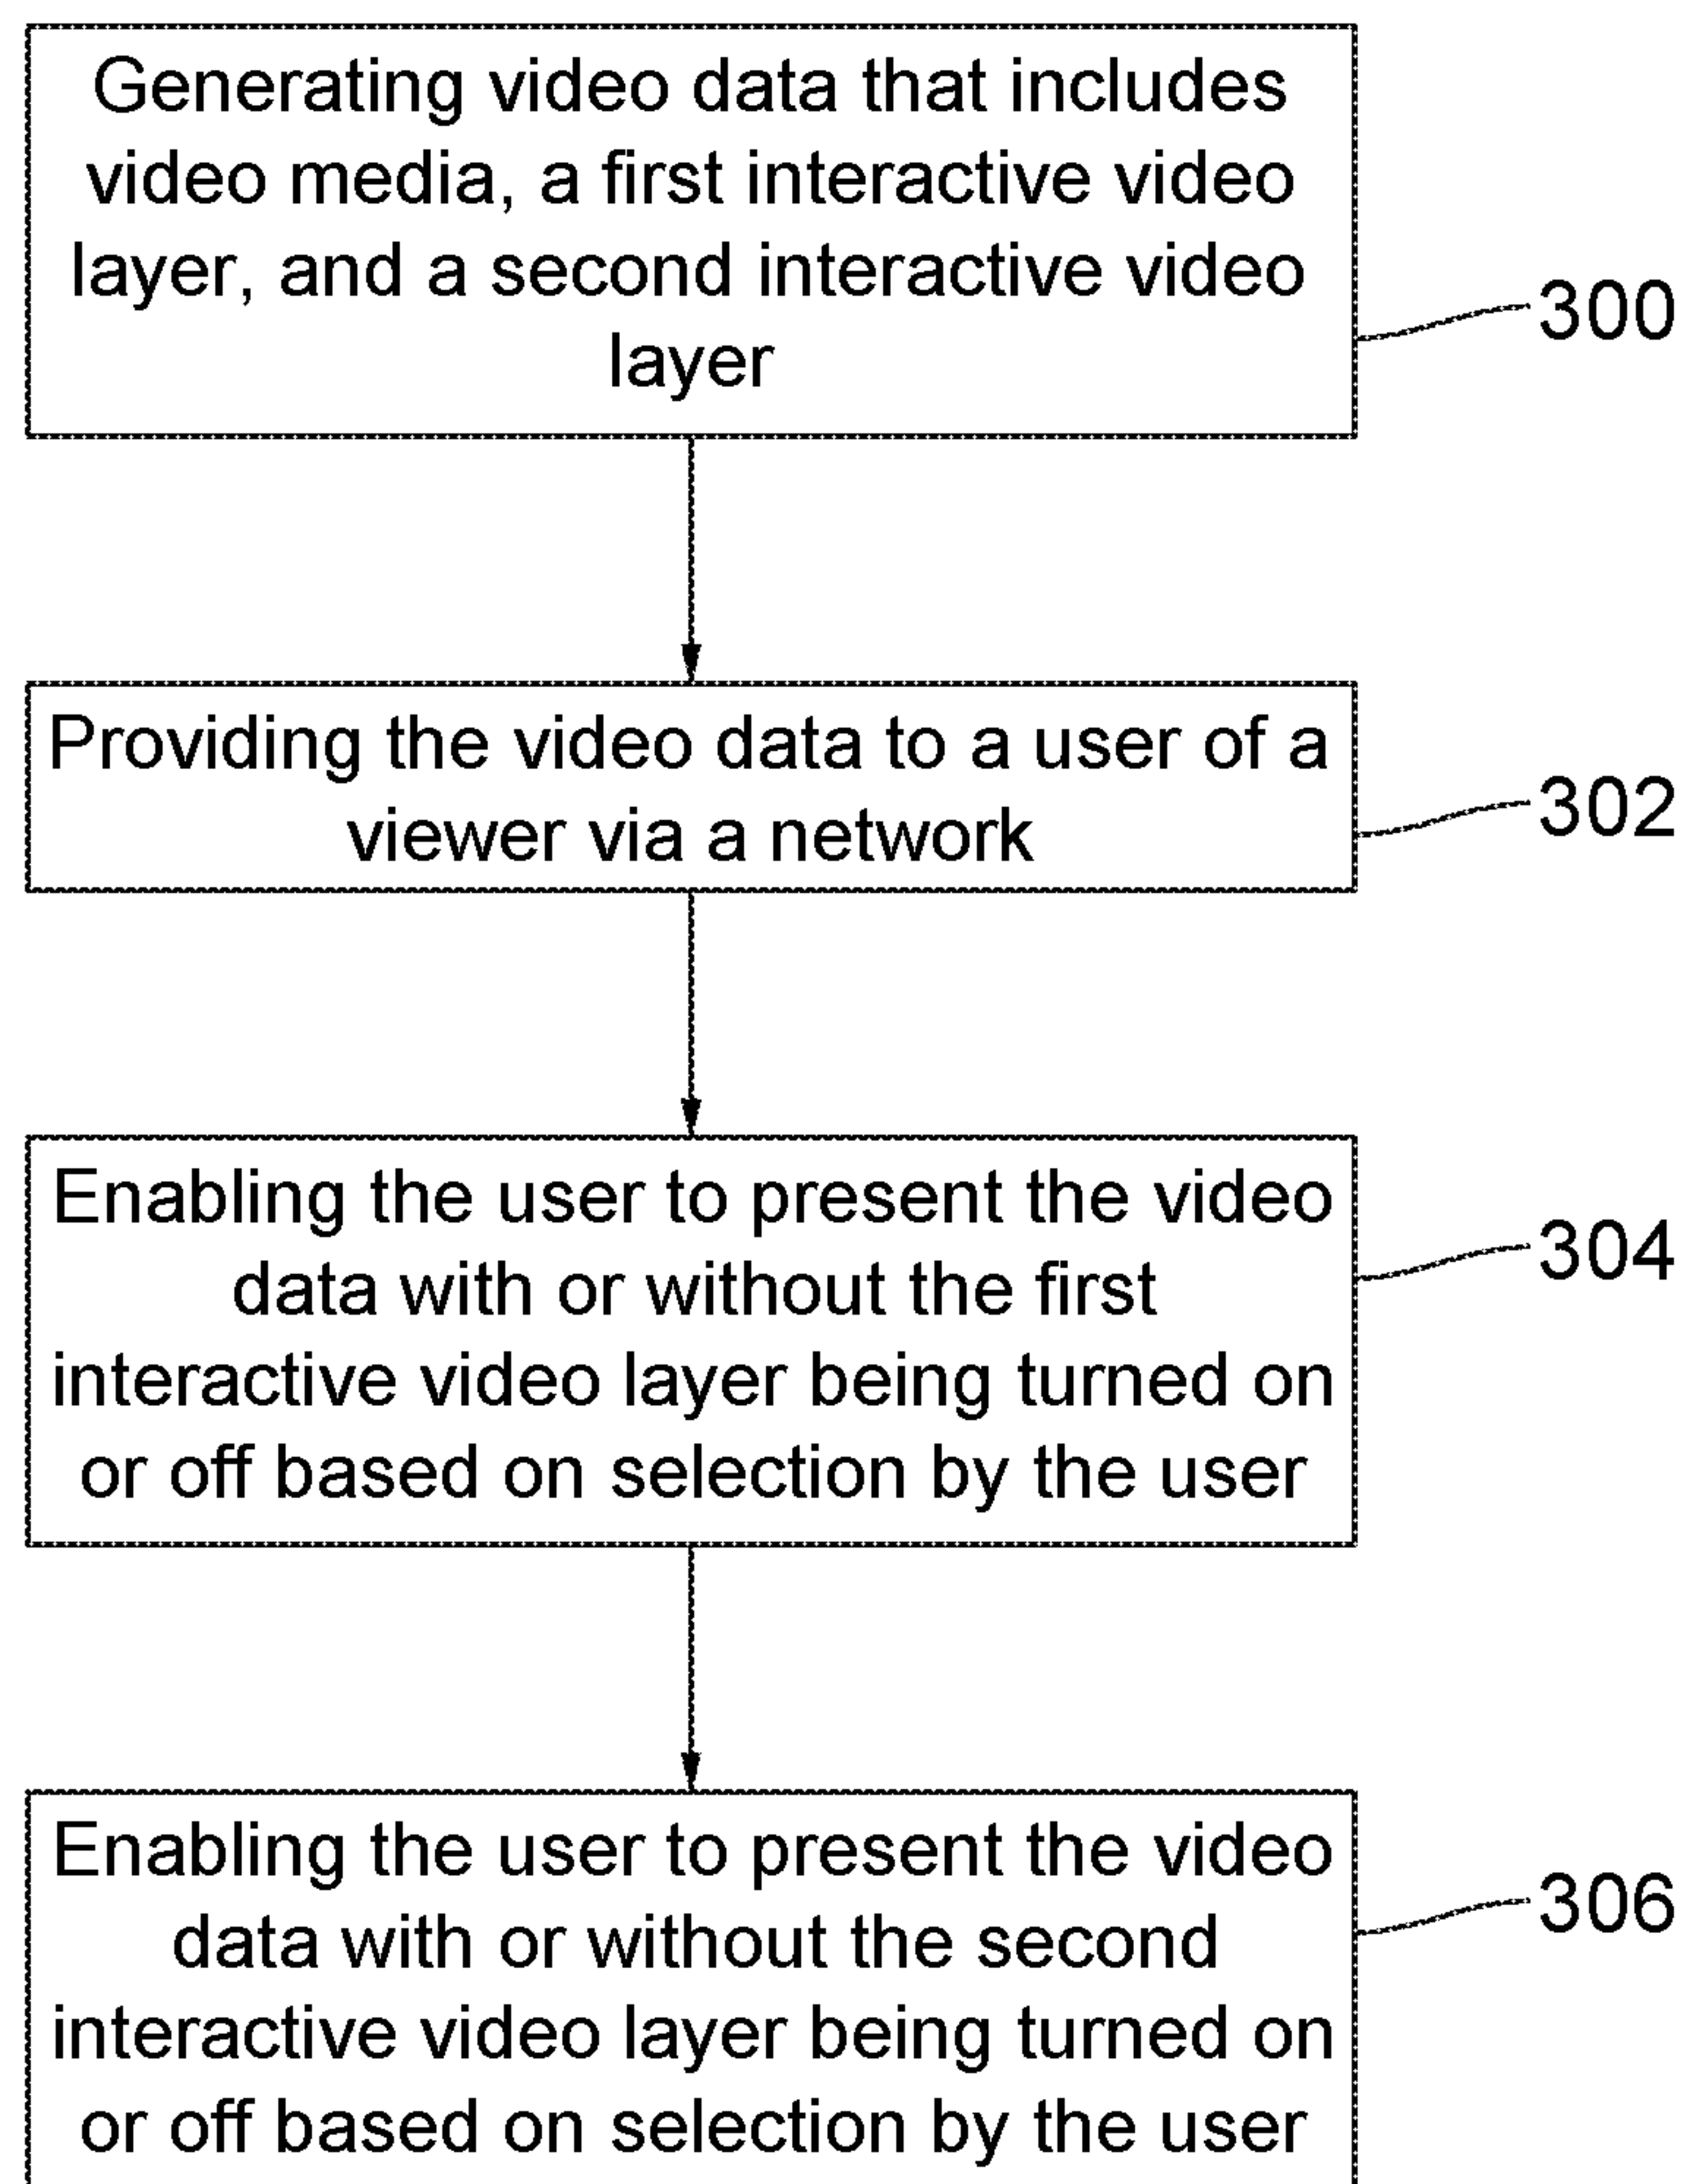 Generating video data that includes
video media, a first interactive video
layer, and a second interactive video
layer
300
Providing the video data to a user of a
viewer via a network
302
Enabling the user to present the video
data with or without the first
interactive video layer being turned on
or off based on selection by the user
304
Enabling the user to present the video
data with or without the second
interactive video layer being turned on
or off based on selection by the user
306